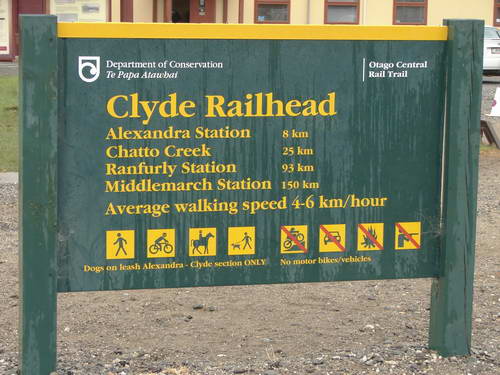 Department of Conservation
Te Papa Atawhai
Otago Central
Rail Trail
Clyde Railhead
Alexandra Station 8 km
Chatto Creek 25 km
Ranfurly Station 93 km
Middlemarch Station 150 km
Average walking speed 4-6 km/hour
Dogs on leash Alexandra - Clyde section ONLY
No motor bikes/vehicles